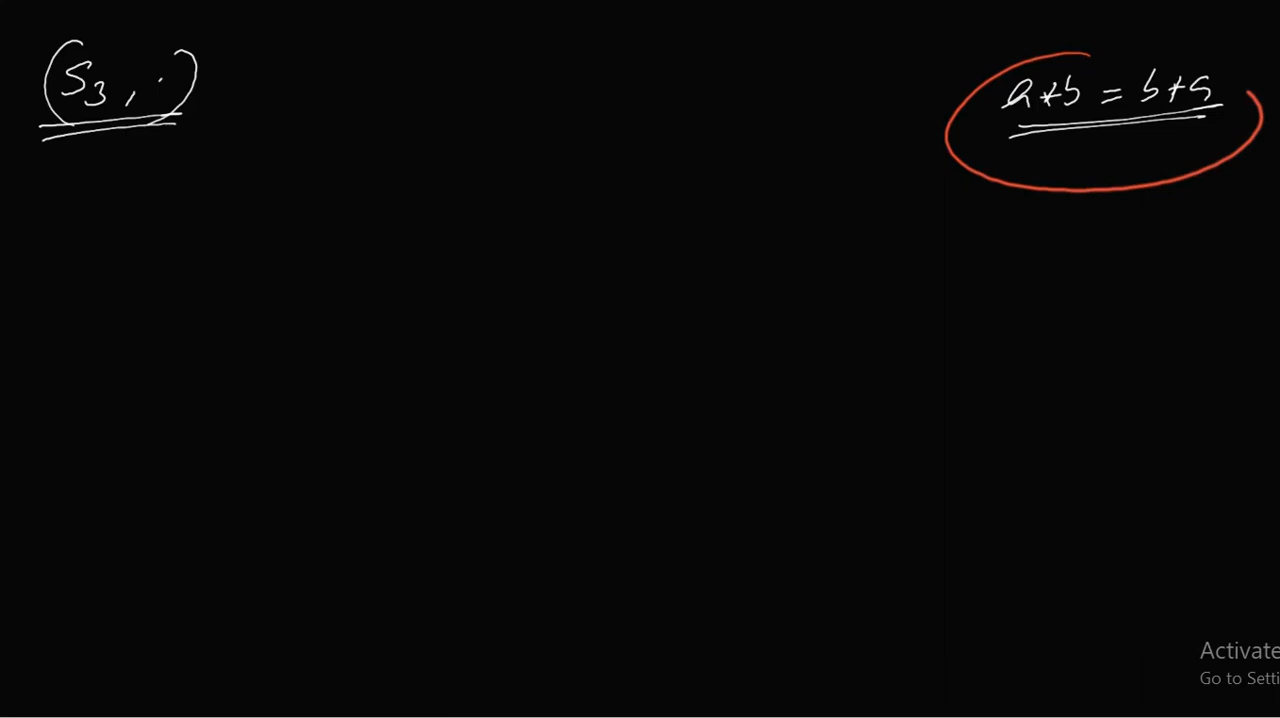 (S₃, ·)
a*b = b*a
Activate
Go to Setti